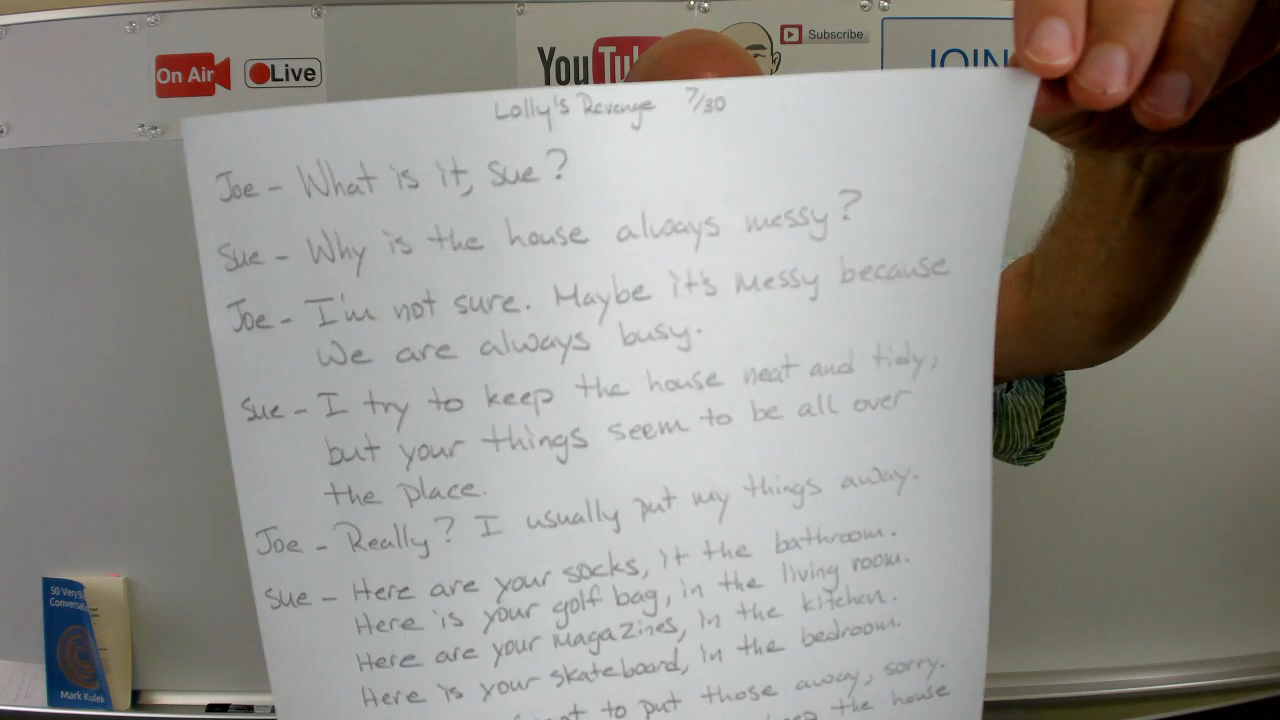 On Air
Live
YouTu
Subscribe
JOIN
Lolly's Revenge 7/30
Joe - What is it, Sue?
Sue - Why is the house always messy?
Joe - I'm not sure. Maybe it's messy because
we are always busy.
Sue - I try to keep the house neat and tidy,
but your things seem to be all over
the place.
Joe - Really? I usually put my things away.
Sue - Here are your socks, it the bathroom.
Here is your golf bag, in the living room.
Here are your magazines, in the kitchen.
Here is your skateboard, in the bedroom.
to put those away, sorry.
the house
50 Very
Conversa
Mark Kulek